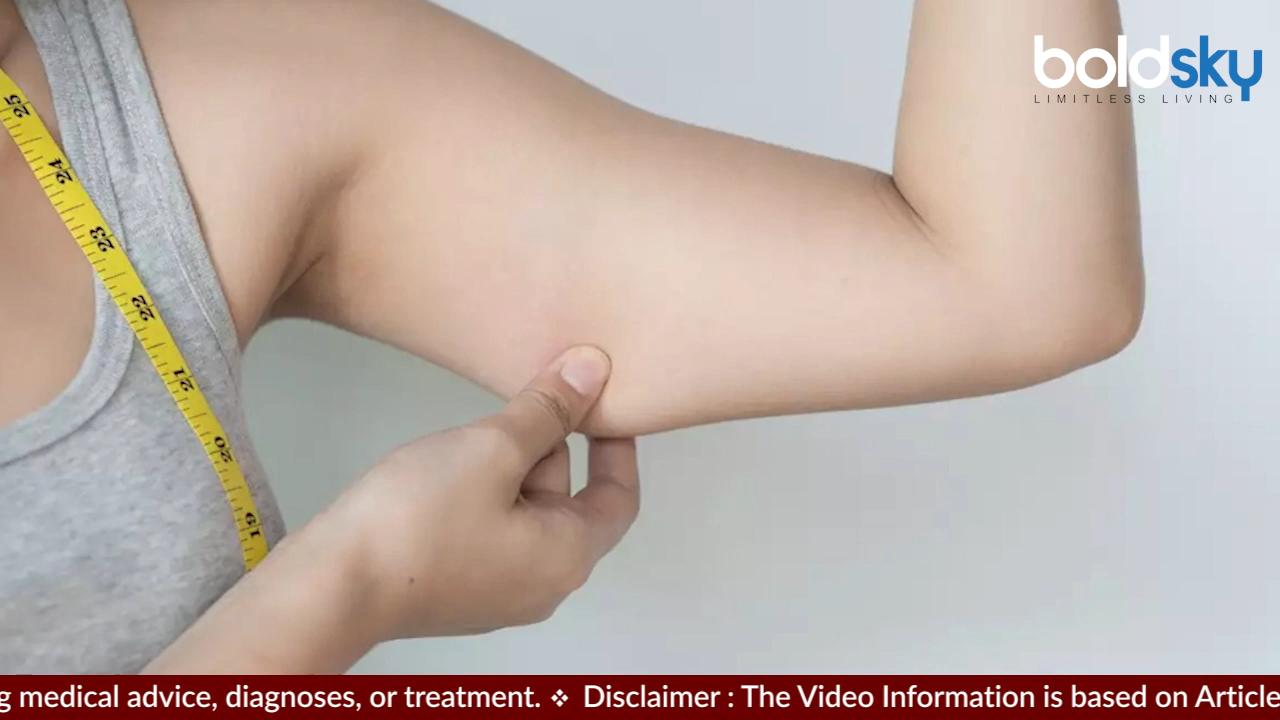 boldsky
LIMITLESS LIVING
25
24
23
22
21
20
19
g medical advice, diagnoses, or treatment. ❖ Disclaimer : The Video Information is based on Article